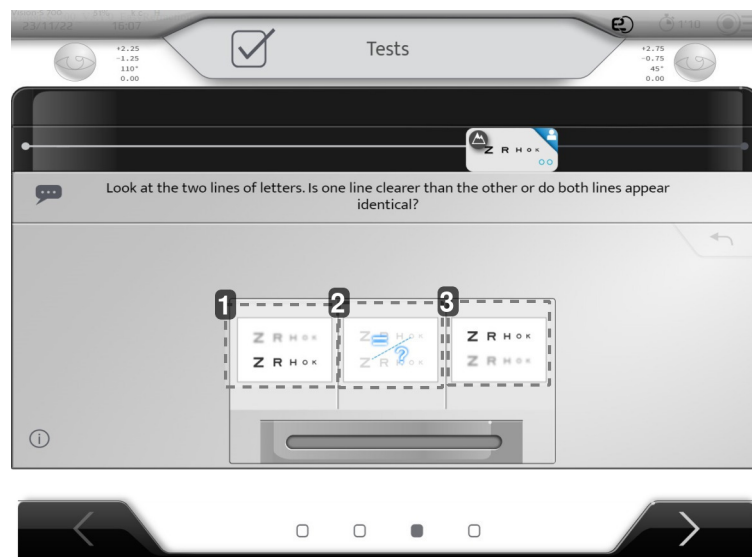 23/11/22 16:07
Tests
1:10
+2.25
-1.25
110°
0.00
+2.75
-0.75
45°
0.00
Z R H O K
Look at the two lines of letters. Is one line clearer than the other or do both lines appear
identical?
1
2
3
Z R H O K
Z R H O K
Z R H O K
Z R H O K
=
?
Z R H O K
Z R H O K